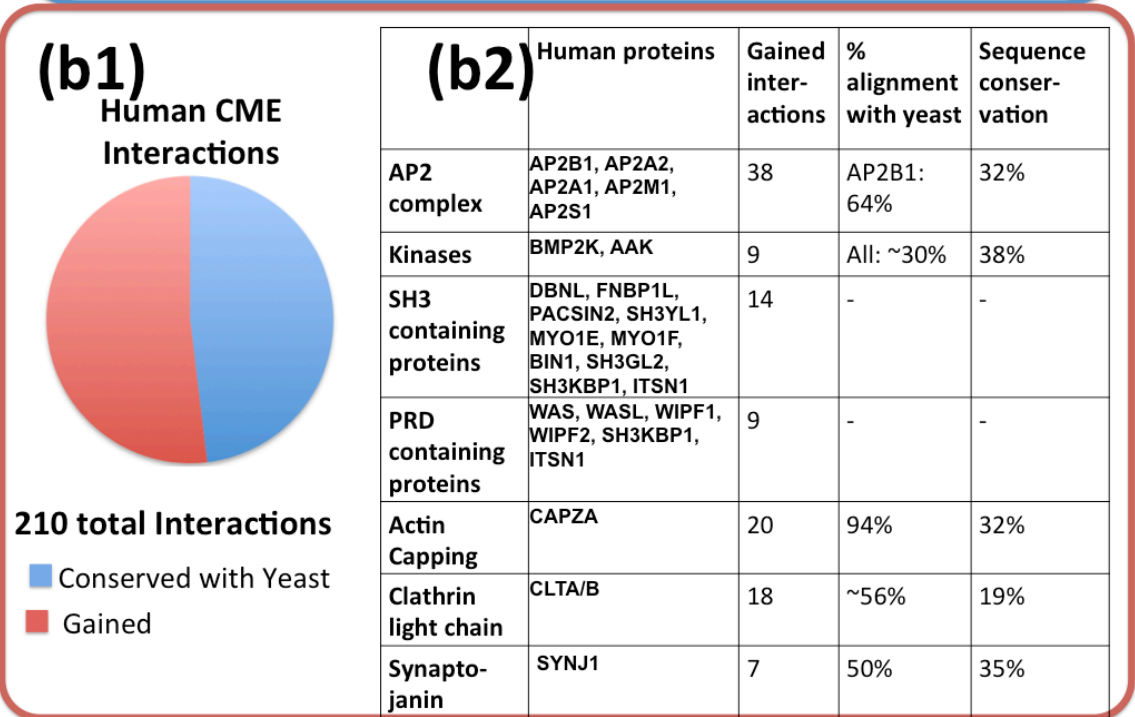 (b1)
Human CME
Interactions
210 total Interactions
Conserved with Yeast
Gained
(b2)
Human proteins
Gained
inter-
actions
%
alignment
with yeast
Sequence
conser-
vation
AP2
complex
AP2B1, AP2A2,
AP2A1, AP2M1,
AP2S1
38
AP2B1:
64%
32%
Kinases
BMP2K, AAK
9
All: ~30%
38%
SH3
containing
proteins
DBNL, FNBP1L,
PACSIN2, SH3YL1,
MYO1E, MYO1F,
BIN1, SH3GL2,
SH3KBP1, ITSN1
14
-
-
PRD
containing
proteins
WAS, WASL, WIPF1,
WIPF2, SH3KBP1,
ITSN1
9
-
-
Actin
Capping
CAPZA
20
94%
32%
Clathrin
light chain
CLTA/B
18
~56%
19%
Synapto-
janin
SYNJ1
7
50%
35%